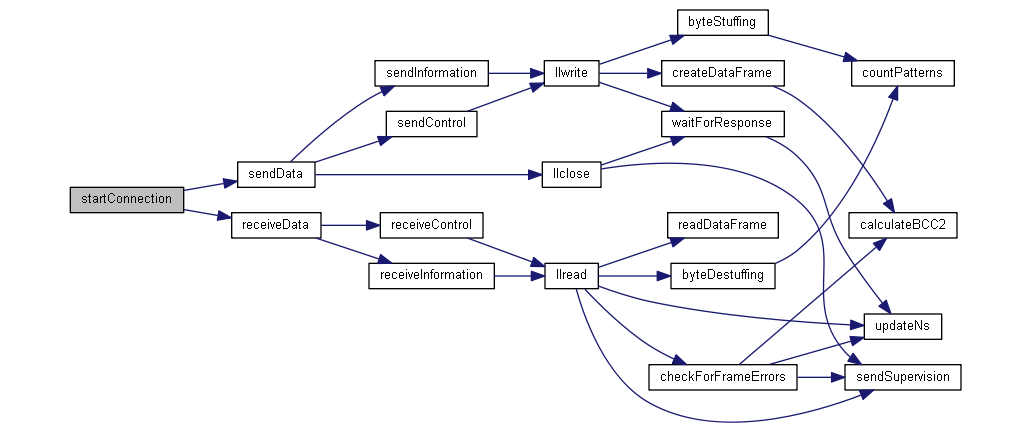 byteStuffing
sendInformation
llwrite
createDataFrame
countPatterns
sendControl
waitForResponse
sendData
llclose
startConnection
receiveData
receiveControl
readDataFrame
calculateBCC2
receiveInformation
llread
byteDestuffing
updateNs
checkForFrameErrors
sendSupervision